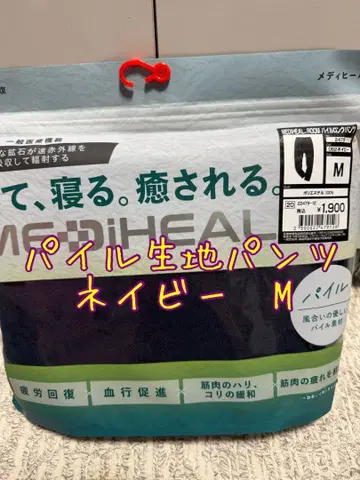 メディヒール
一般医療機器
な鉱石が遠赤外線を
吸収して輻射する
MEDiHEAL
M
ポリエステル 100%
税込
¥1,900
て、寝る。癒される。
MEDiHEAL
パイル生地パンツ
ネイビー M
パイル
風合いの優しい
パイル素材
疲労回復
血行促進
筋肉のハリ、
コリの緩和
筋肉の疲れを